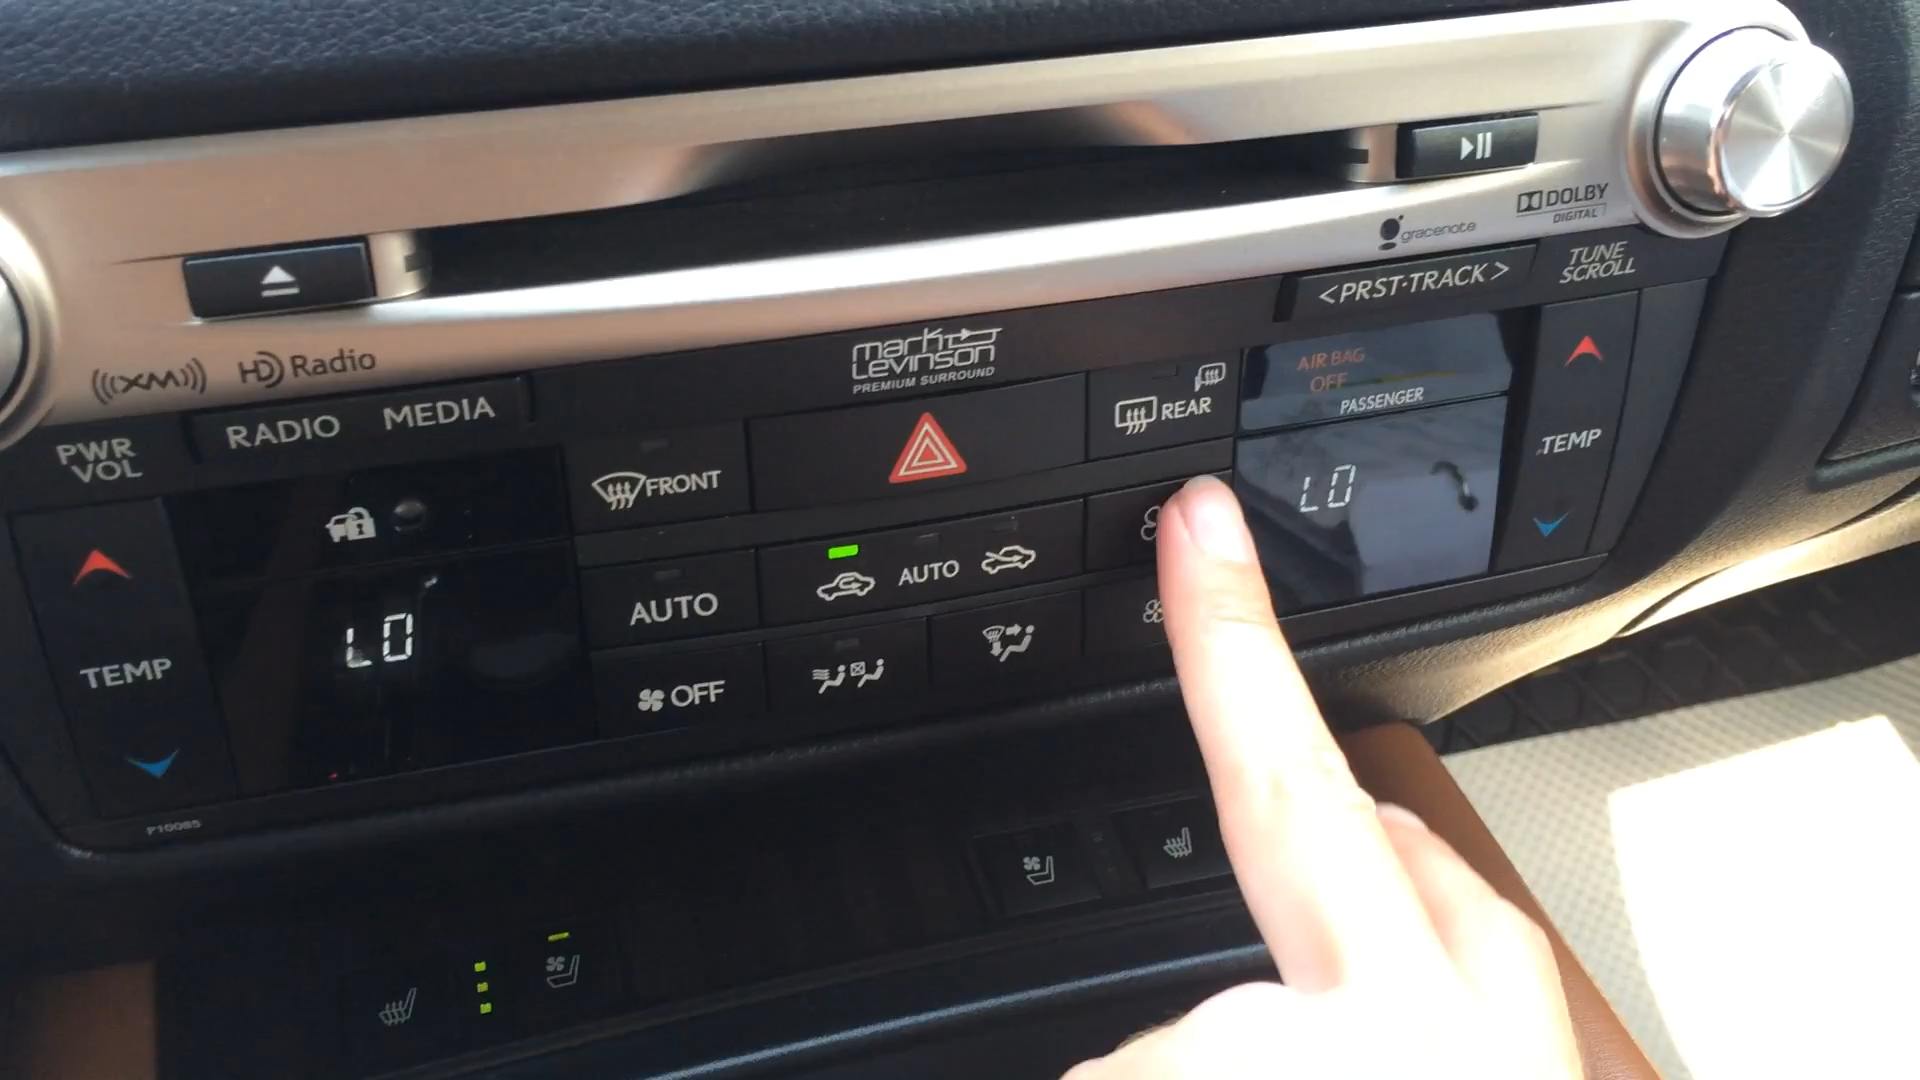 DOLBY
DIGITAL
gracenote
TUNE
SCROLL
<PRST·TRACK>
((XM))
HD Radio
mark
Levinson
PREMIUM SURROUND
RADIO MEDIA
PWR
VOL
AIR BAG
OFF
PASSENGER
REAR
FRONT
TEMP
LO
AUTO
AUTO
LO
TEMP
OFF
P10085